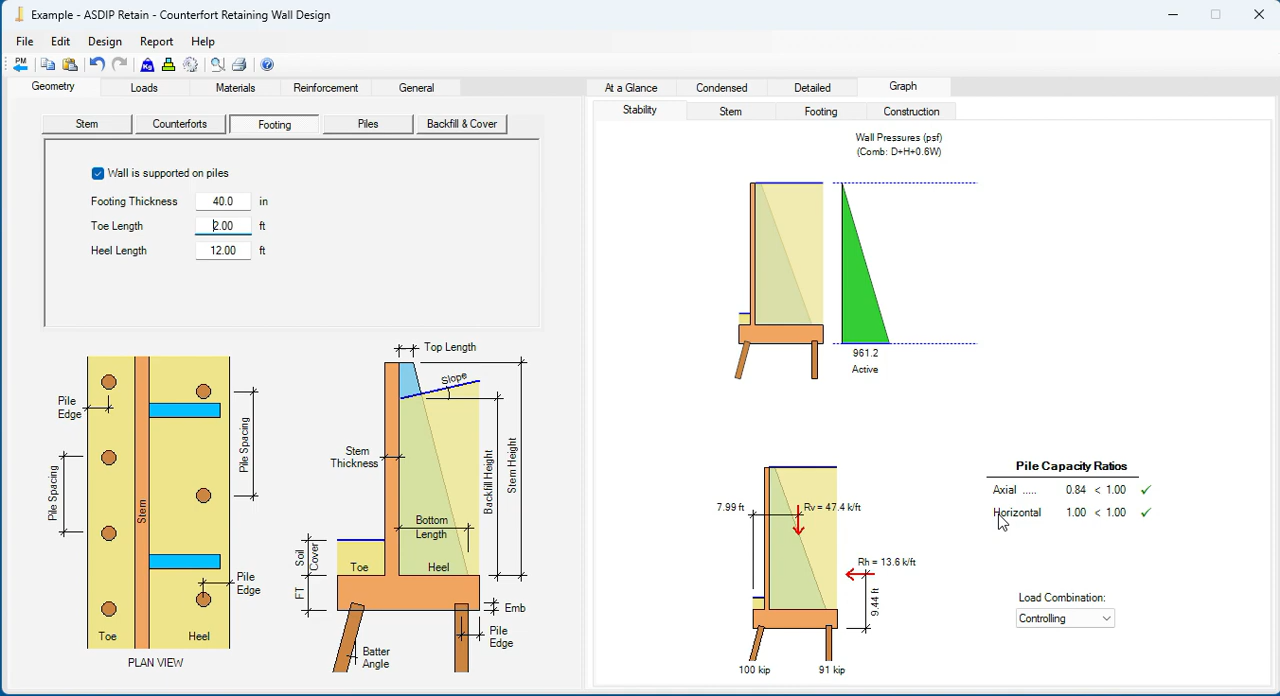 Example - ASDIP Retain - Counterfort Retaining Wall Design
File Edit Design Report Help
PM
Kg
Geometry Loads Materials Reinforcement General
At a Glance Condensed Detailed Graph
Stem Counterforts Footing Piles Backfill & Cover
Stability Stem Footing Construction
Wall is supported on piles
Footing Thickness 40.0 in
Toe Length 2.00 ft
Heel Length 12.00 ft
Wall Pressures (psf)
(Comb: D+H+0.6W)
961.2
Active
Pile
Edge
Pile Spacing
Stem
Pile Spacing
Pile
Edge
Toe Heel
PLAN VIEW
Top Length
Slope
Stem
Thickness
Backfill Height
Stem Height
Bottom
Length
Soil
Cover
Toe Heel
FT
Emb
Pile
Edge
Batter
Angle
7.99 ft
Rv = 47.4 k/ft
Rh = 13.6 k/ft
9.44 ft
100 kip 91 kip
Pile Capacity Ratios
Axial ..... 0.84 < 1.00 ✓
Horizontal 1.00 < 1.00 ✓
Load Combination:
Controlling